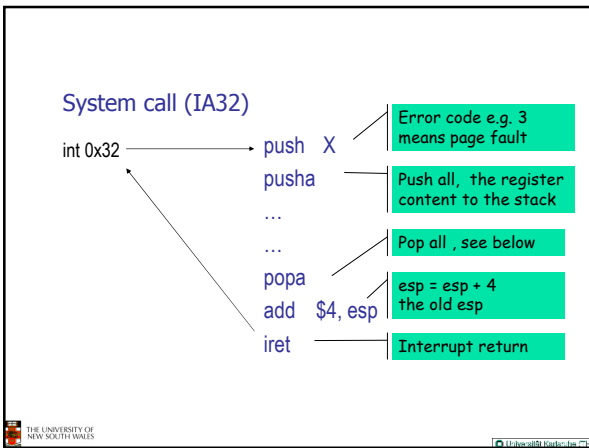 System call (IA32)
int 0x32
push X
pusha
...
...
popa
add $4, esp
iret
Error code e.g. 3
means page fault
Push all, the register
content to the stack
Pop all , see below
esp = esp + 4
the old esp
Interrupt return
THE UNIVERSITY OF
NEW SOUTH WALES
Universität Karlsruhe